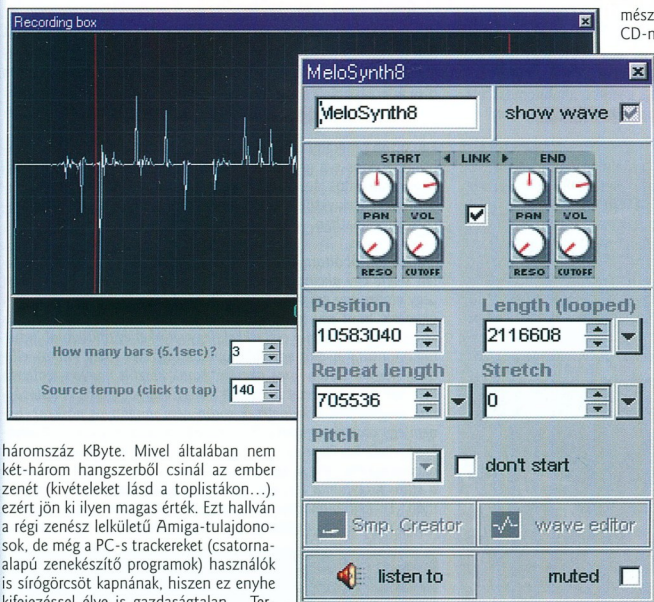 Recording box
How many bars (5.1sec)? 3
Source tempo (click to tap) 140
mész
CD-n
MeloSynth8
MeloSynth8 show wave
START LINK END
PAN VOL PAN VOL
RESO CUTOFF RESO CUTOFF
Position Length (looped)
10583040 2116608
Repeat length Stretch
705536 0
Pitch
don't start
Smp. Creator wave editor
listen to muted
háromszáz KByte. Mivel általában nem
két-három hangszerből csinál az ember
zenét (kivételeket lásd a toplistákon...),
ezért jön ki ilyen magas érték. Ezt hallván
a régi zenész lelkületű Amiga-tulajdono-
sok, de még a PC-s trackereket (csatorna-
alapú zenekészítő programok) használók
is sírógörcsöt kapnának, hiszen ez enyhe
kifejezéssel élve is gazdaságtalan... Ter-